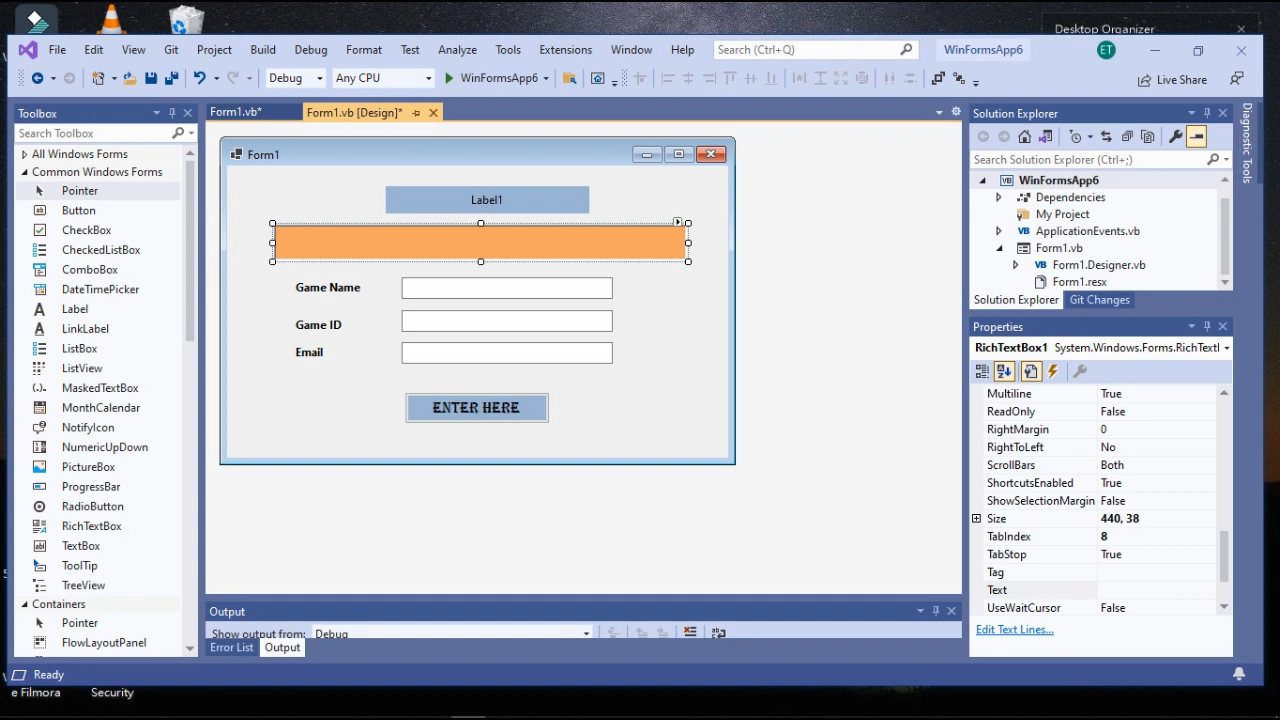 Desktop Organizer
File Edit View Git Project Build Debug Format Test Analyze Tools Extensions Window Help Search (Ctrl+Q) WinFormsApp6 ET
Debug Any CPU WinFormsApp6 Live Share
Toolbox
Search Toolbox
All Windows Forms
Common Windows Forms
Pointer
Button
CheckBox
CheckedListBox
ComboBox
DateTimePicker
Label
LinkLabel
ListBox
ListView
MaskedTextBox
MonthCalendar
NotifyIcon
NumericUpDown
PictureBox
ProgressBar
RadioButton
RichTextBox
TextBox
ToolTip
TreeView
Containers
Pointer
FlowLayoutPanel
Form1.vb* Form1.vb [Design]*
Form1
Label1
Game Name
Game ID
Email
ENTER HERE
Output
Show output from: Debug
Error List Output
Solution Explorer
Search Solution Explorer (Ctrl+;)
WinFormsApp6
Dependencies
My Project
ApplicationEvents.vb
Form1.vb
Form1.Designer.vb
Form1.resx
Solution Explorer Git Changes
Properties
RichTextBox1 System.Windows.Forms.RichTextI
Multiline True
ReadOnly False
RightMargin 0
RightToLeft No
ScrollBars Both
ShortcutsEnabled True
ShowSelectionMargin False
Size 440, 38
TabIndex 8
TabStop True
Tag
Text
UseWaitCursor False
Edit Text Lines...
Diagnostic Tools
Ready
e Filmora Security